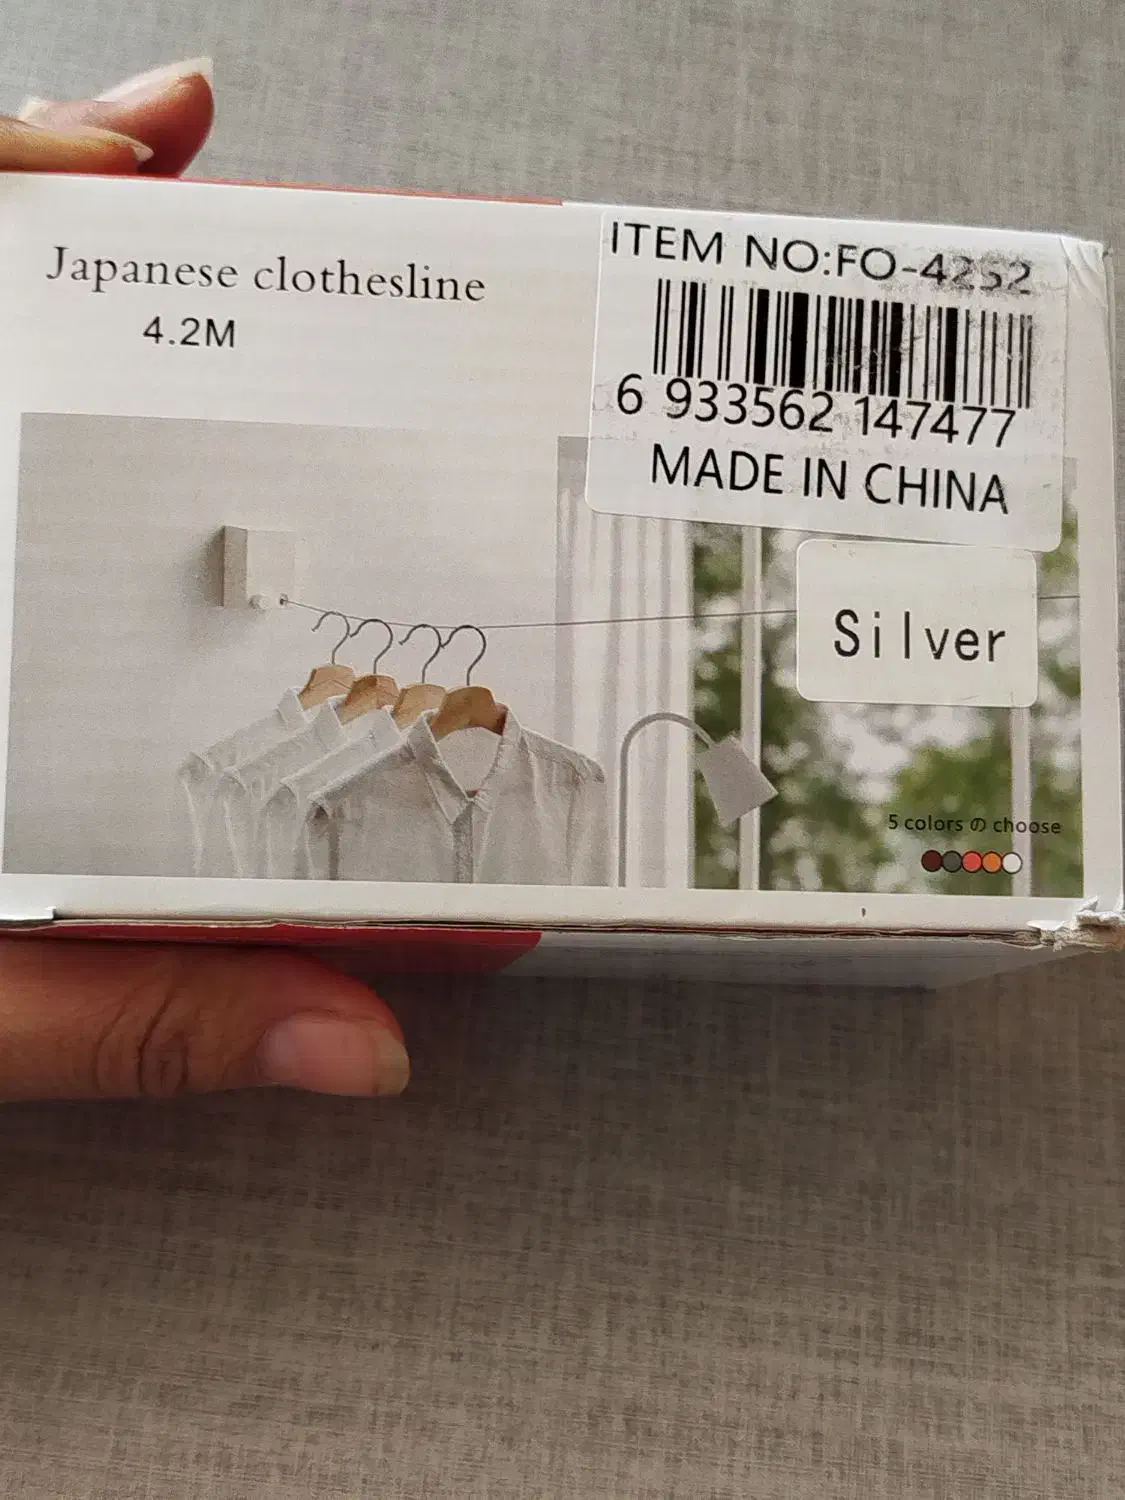 Japanese clothesline
4.2M
ITEM NO:FO-4252
6 933562 147477
MADE IN CHINA
Silver
5 colors の choose